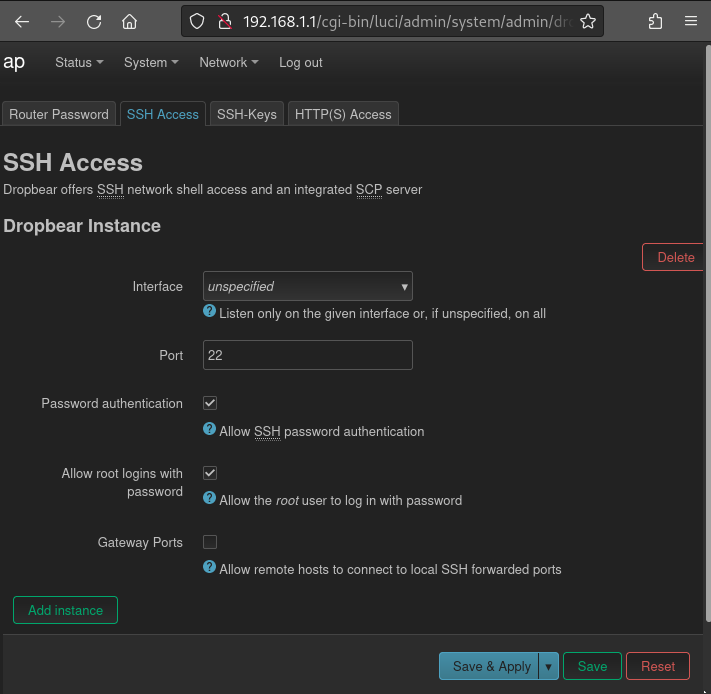 192.168.1.1/cgi-bin/luci/admin/system/admin/dro
ap Status System Network Log out
Router Password SSH Access SSH-Keys HTTP(S) Access
SSH Access
Dropbear offers SSH network shell access and an integrated SCP server
Dropbear Instance
Delete
Interface unspecified
? Listen only on the given interface or, if unspecified, on all
Port 22
Password authentication
? Allow SSH password authentication
Allow root logins with
password
? Allow the root user to log in with password
Gateway Ports
? Allow remote hosts to connect to local SSH forwarded ports
Add instance
Save & Apply Save Reset